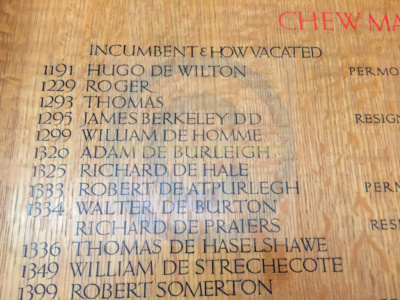 CHEW MA
INCUMBENT & HOW VACATED
1191 HUGO DE WILTON PERMO
1229 ROGER
1293 THOMAS
1295 JAMES BERKELEY DD RESIGN
1299 WILLIAM DE HOMME
1320 ADAM DE BURLEIGH
1325 RICHARD DE HALE
1333 ROBERT DE ATPURLEGH PERM
1334 WALTER DE BURTON
RICHARD DE PRAIERS RESI
1336 THOMAS DE HASELSHAWE
1349 WILLIAM DE STRECHECOTE
1399 ROBERT SOMERTON